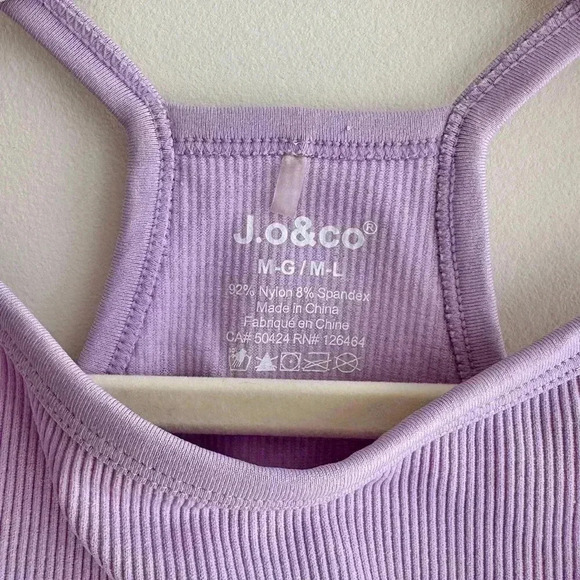 J.o&co®
M-G / M-L
92% Nylon 8% Spandex
Made in China
Fabriqué en Chine
CA# 50424 RN# 126464